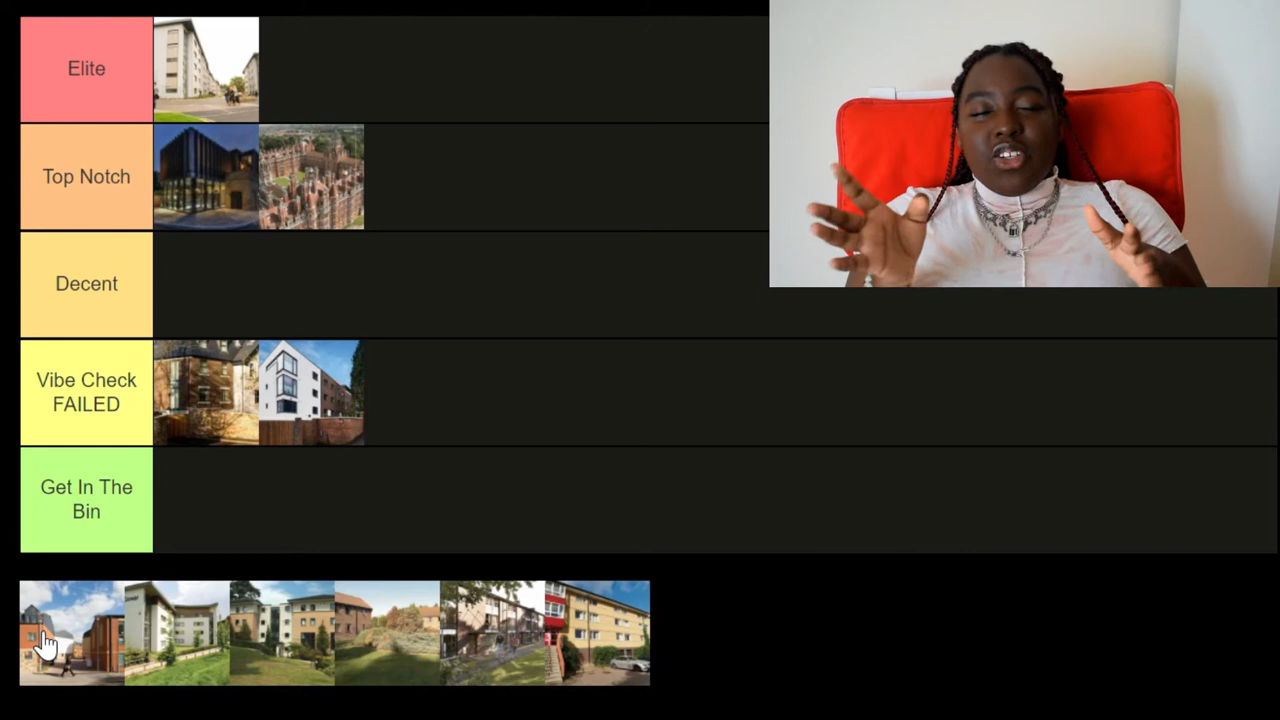 Elite
Top Notch
Decent
Vibe Check
FAILED
Get In The
Bin